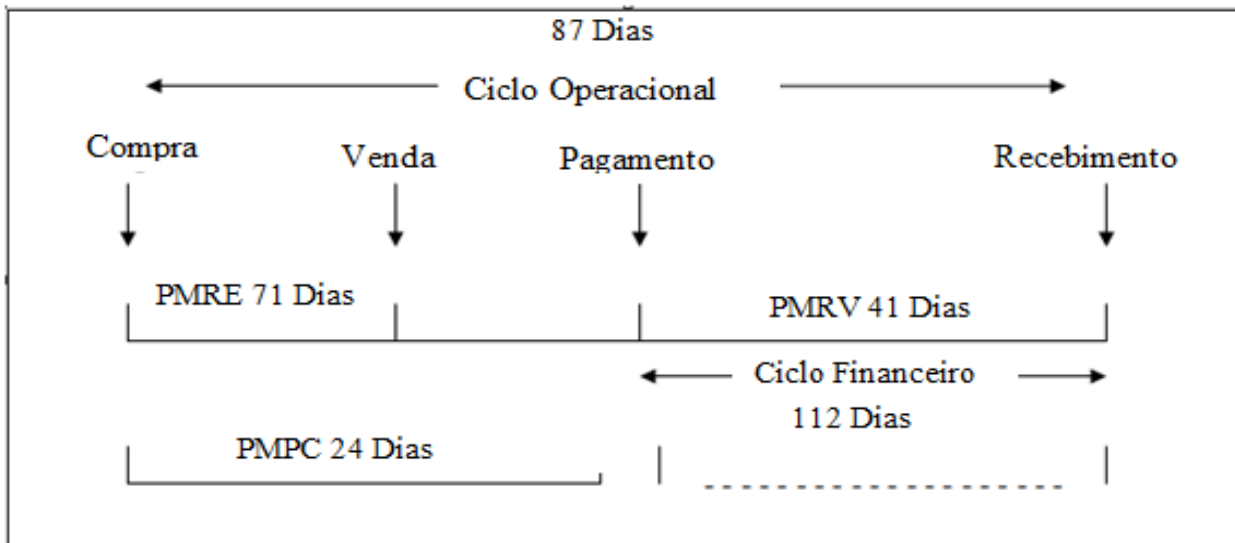 87 Dias
Ciclo Operacional
Compra
Venda
Pagamento
Recebimento
PMRE 71 Dias
PMRV 41 Dias
Ciclo Financeiro
112 Dias
PMPC 24 Dias